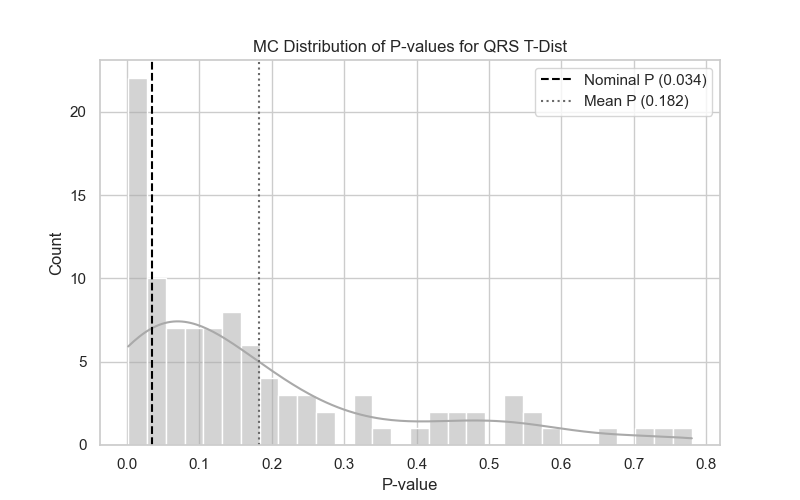 MC Distribution of P-values for QRS T-Dist
Nominal P (0.034)
Mean P (0.182)
Count
20
15
10
5
0
0.0 0.1 0.2 0.3 0.4 0.5 0.6 0.7 0.8
P-value